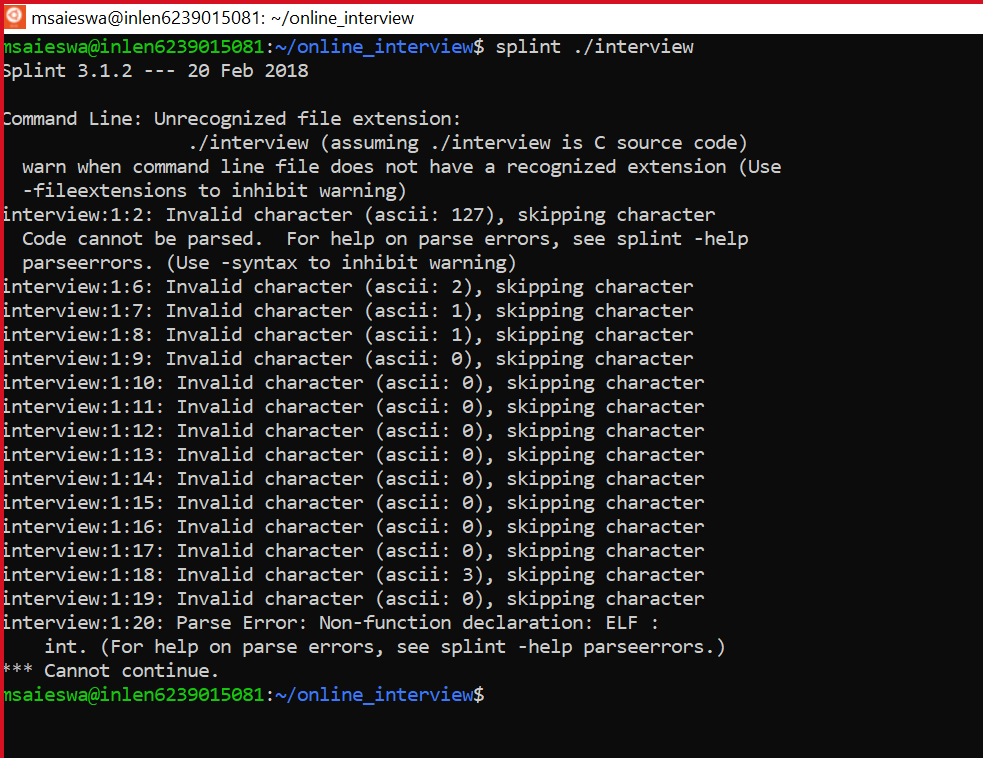 msaieswa@inlen6239015081: ~/online_interview
msaieswa@inlen6239015081:~/online_interview$ splint ./interview
Splint 3.1.2 --- 20 Feb 2018
Command Line: Unrecognized file extension:
./interview (assuming ./interview is C source code)
warn when command line file does not have a recognized extension (Use
-fileextensions to inhibit warning)
interview:1:2: Invalid character (ascii: 127), skipping character
Code cannot be parsed.  For help on parse errors, see splint -help
parseerrors. (Use -syntax to inhibit warning)
interview:1:6: Invalid character (ascii: 2), skipping character
interview:1:7: Invalid character (ascii: 1), skipping character
interview:1:8: Invalid character (ascii: 1), skipping character
interview:1:9: Invalid character (ascii: 0), skipping character
interview:1:10: Invalid character (ascii: 0), skipping character
interview:1:11: Invalid character (ascii: 0), skipping character
interview:1:12: Invalid character (ascii: 0), skipping character
interview:1:13: Invalid character (ascii: 0), skipping character
interview:1:14: Invalid character (ascii: 0), skipping character
interview:1:15: Invalid character (ascii: 0), skipping character
interview:1:16: Invalid character (ascii: 0), skipping character
interview:1:17: Invalid character (ascii: 0), skipping character
interview:1:18: Invalid character (ascii: 3), skipping character
interview:1:19: Invalid character (ascii: 0), skipping character
interview:1:20: Parse Error: Non-function declaration: ELF :
int. (For help on parse errors, see splint -help parseerrors.)
*** Cannot continue.
msaieswa@inlen6239015081:~/online_interview$